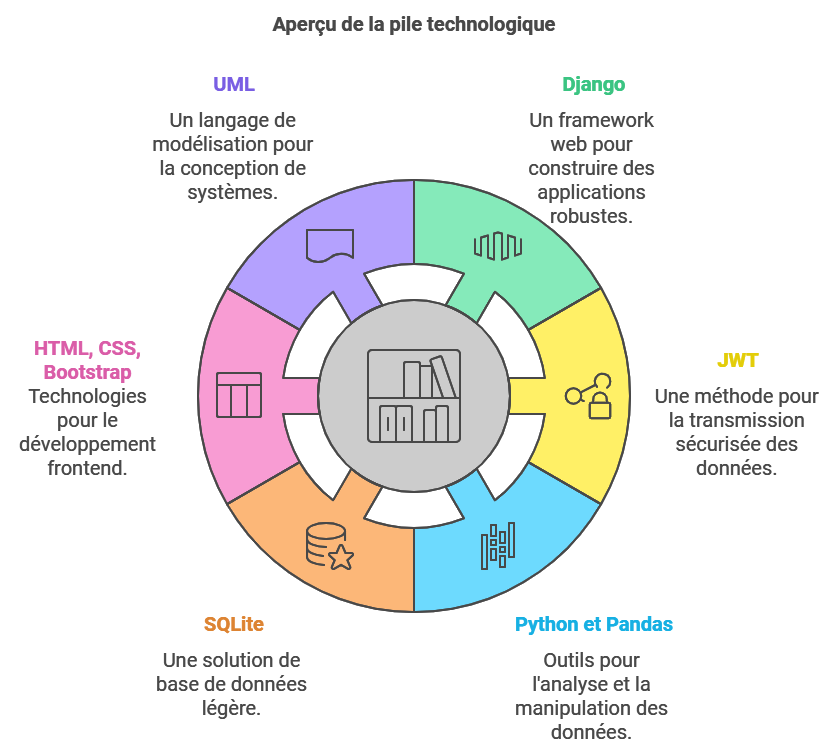 Aperçu de la pile technologique
UML
Un langage de
modélisation pour
la conception de
systèmes.
Django
Un framework
web pour
construire des
applications
robustes.
HTML, CSS,
Bootstrap
Technologies
pour le
développement
frontend.
JWT
Une méthode pour
la transmission
sécurisée des
données.
SQLite
Une solution de
base de données
légère.
Python et Pandas
Outils pour
l'analyse et la
manipulation des
données.